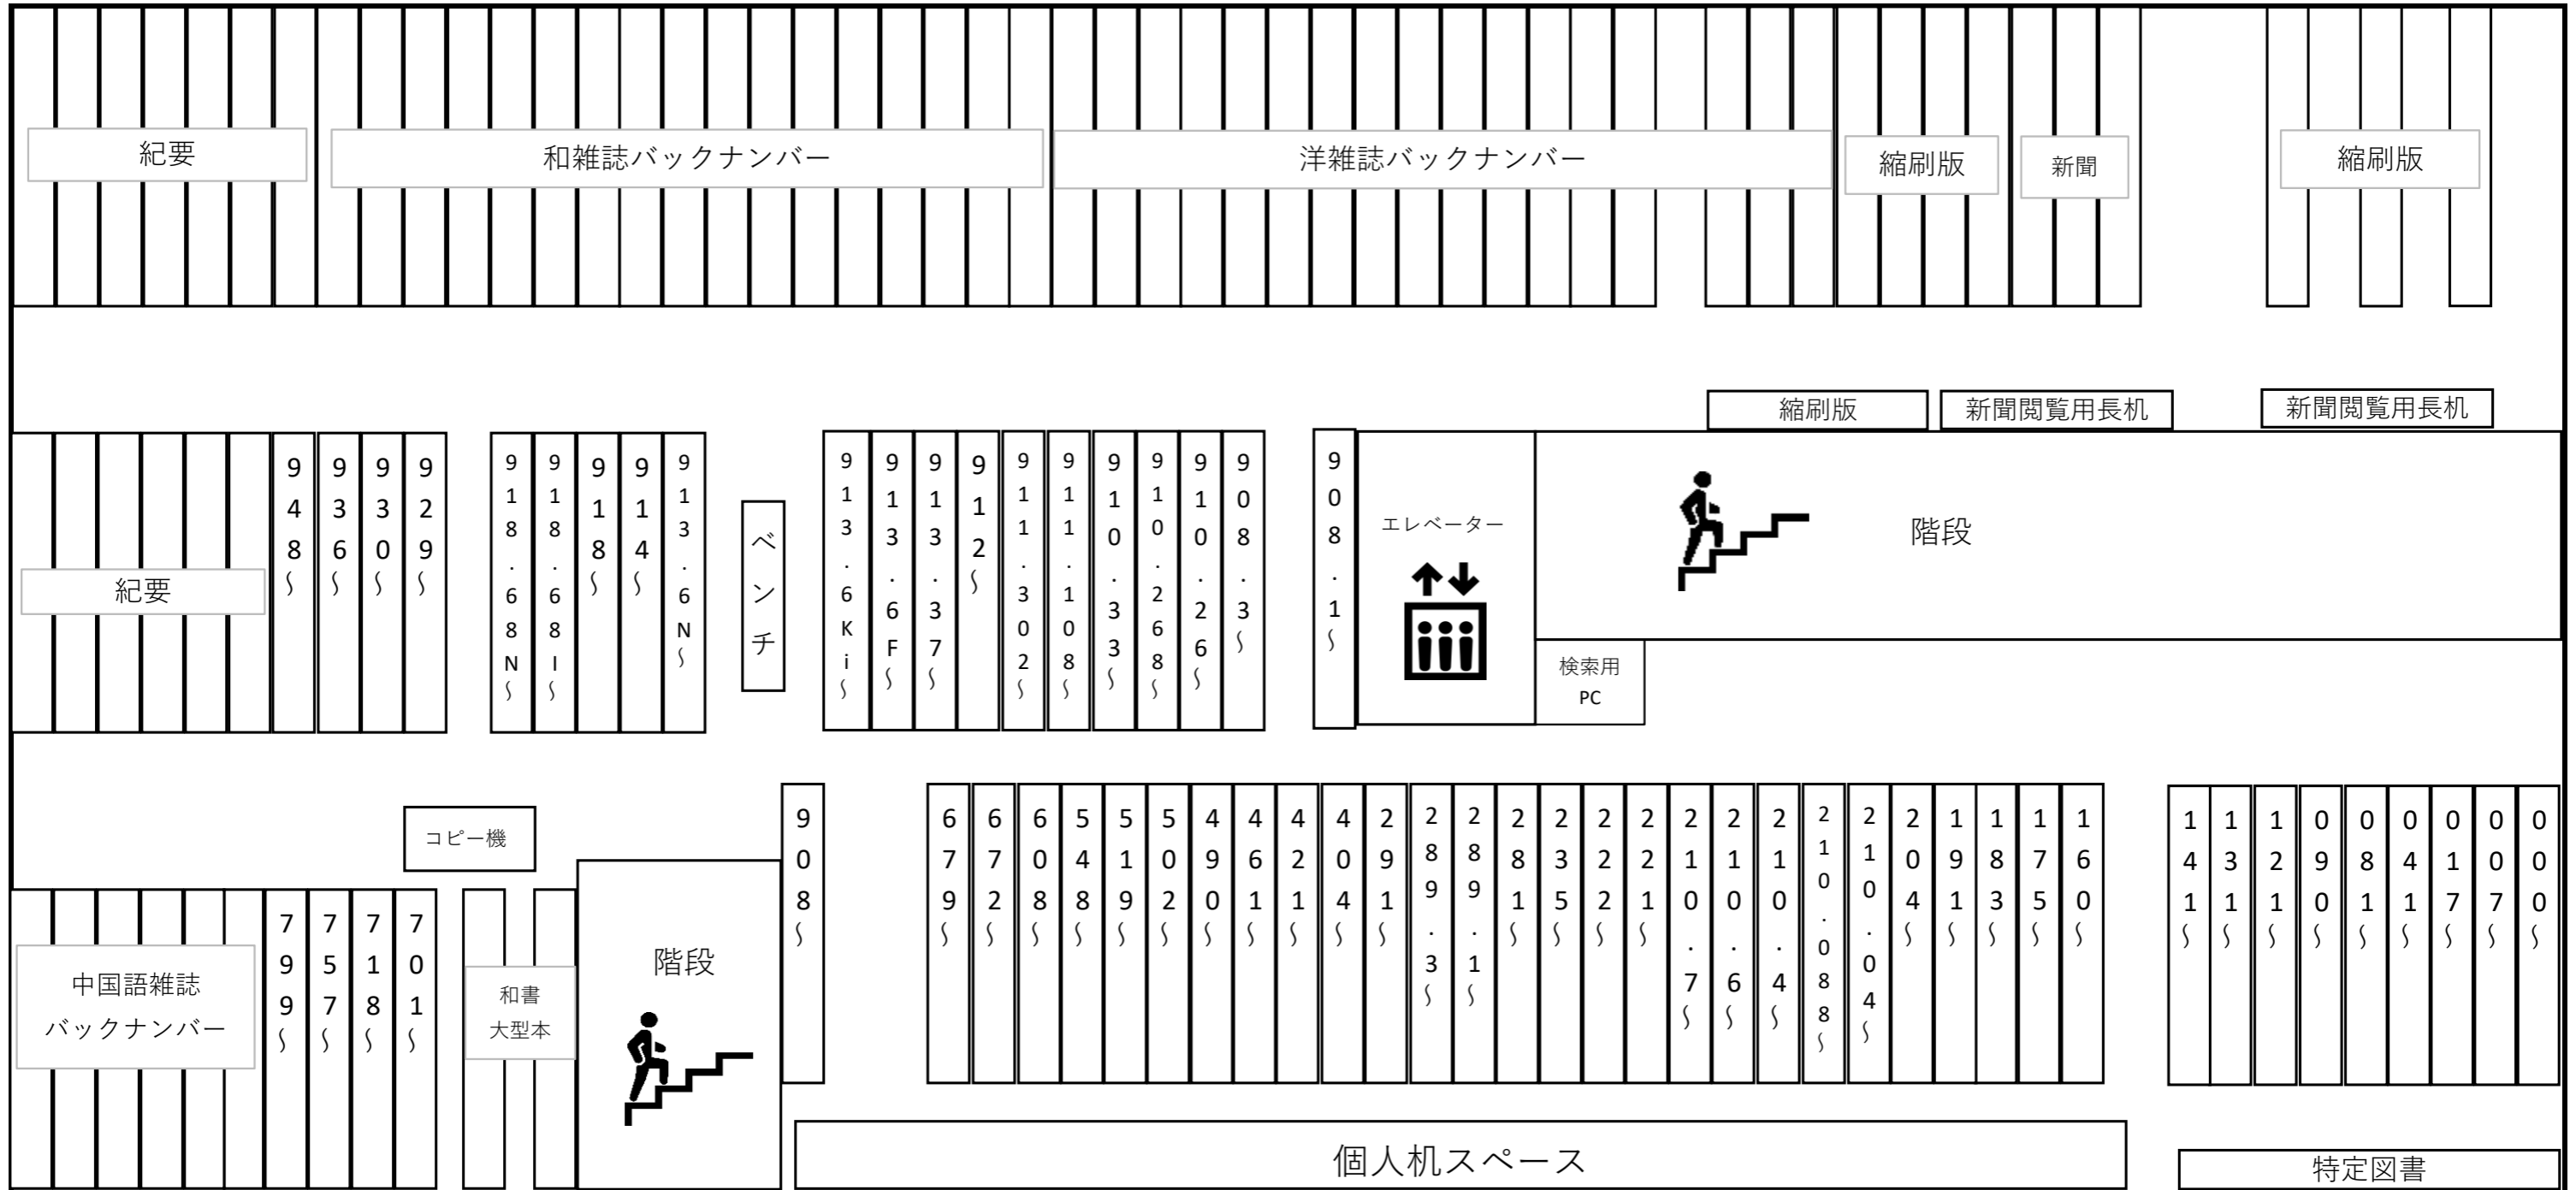 紀要
和雑誌バックナンバー
洋雑誌バックナンバー
縮刷版
新聞
縮刷版
縮刷版
新聞閲覧用長机
新聞閲覧用長机
紀要
948~
936~
930~
929~
918.68N~
918.68I~
918~
914~
913.6N~
ベンチ
913.6Ki~
913.6F~
913.37~
912~
911.302~
911.108~
910.33~
910.268~
910.26~
908.3~
908.1~
エレベーター
階段
検索用
PC
コピー機
中国語雑誌
バックナンバー
799~
757~
718~
701~
和書
大型本
階段
908~
679~
672~
608~
548~
519~
502~
490~
461~
421~
404~
291~
289.3~
289.1~
281~
235~
222~
221~
210.7~
210.6~
210.4~
210.088~
210.04~
204~
191~
183~
175~
160~
141~
131~
121~
090~
081~
041~
017~
007~
000~
個人机スペース
特定図書